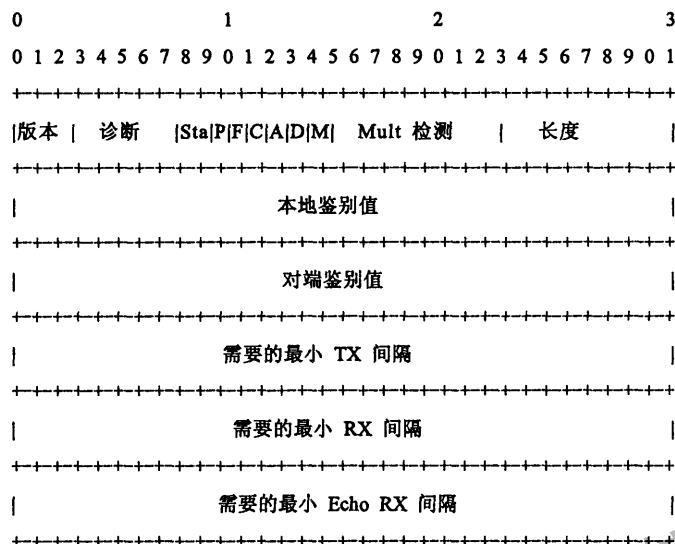 0 1 2 3
0 1 2 3 4 5 6 7 8 9 0 1 2 3 4 5 6 7 8 9 0 1 2 3 4 5 6 7 8 9 0 1
+-+-+-+-+-+-+-+-+-+-+-+-+-+-+-+-+-+-+-+-+-+-+-+-+-+-+-+-+-+-+-+-+
|版本 | 诊断 |Sta|P|F|C|A|D|M| Mult 检测 | 长度 |
+-+-+-+-+-+-+-+-+-+-+-+-+-+-+-+-+-+-+-+-+-+-+-+-+-+-+-+-+-+-+-+-+
| 本地鉴别值 |
+-+-+-+-+-+-+-+-+-+-+-+-+-+-+-+-+-+-+-+-+-+-+-+-+-+-+-+-+-+-+-+-+
| 对端鉴别值 |
+-+-+-+-+-+-+-+-+-+-+-+-+-+-+-+-+-+-+-+-+-+-+-+-+-+-+-+-+-+-+-+-+
| 需要的最小 TX 间隔 |
+-+-+-+-+-+-+-+-+-+-+-+-+-+-+-+-+-+-+-+-+-+-+-+-+-+-+-+-+-+-+-+-+
| 需要的最小 RX 间隔 |
+-+-+-+-+-+-+-+-+-+-+-+-+-+-+-+-+-+-+-+-+-+-+-+-+-+-+-+-+-+-+-+-+
| 需要的最小 Echo RX 间隔 |
+-+-+-+-+-+-+-+-+-+-+-+-+-+-+-+-+-+-+-+-+-+-+-+-+-+-+-+-+-+-+-+-+